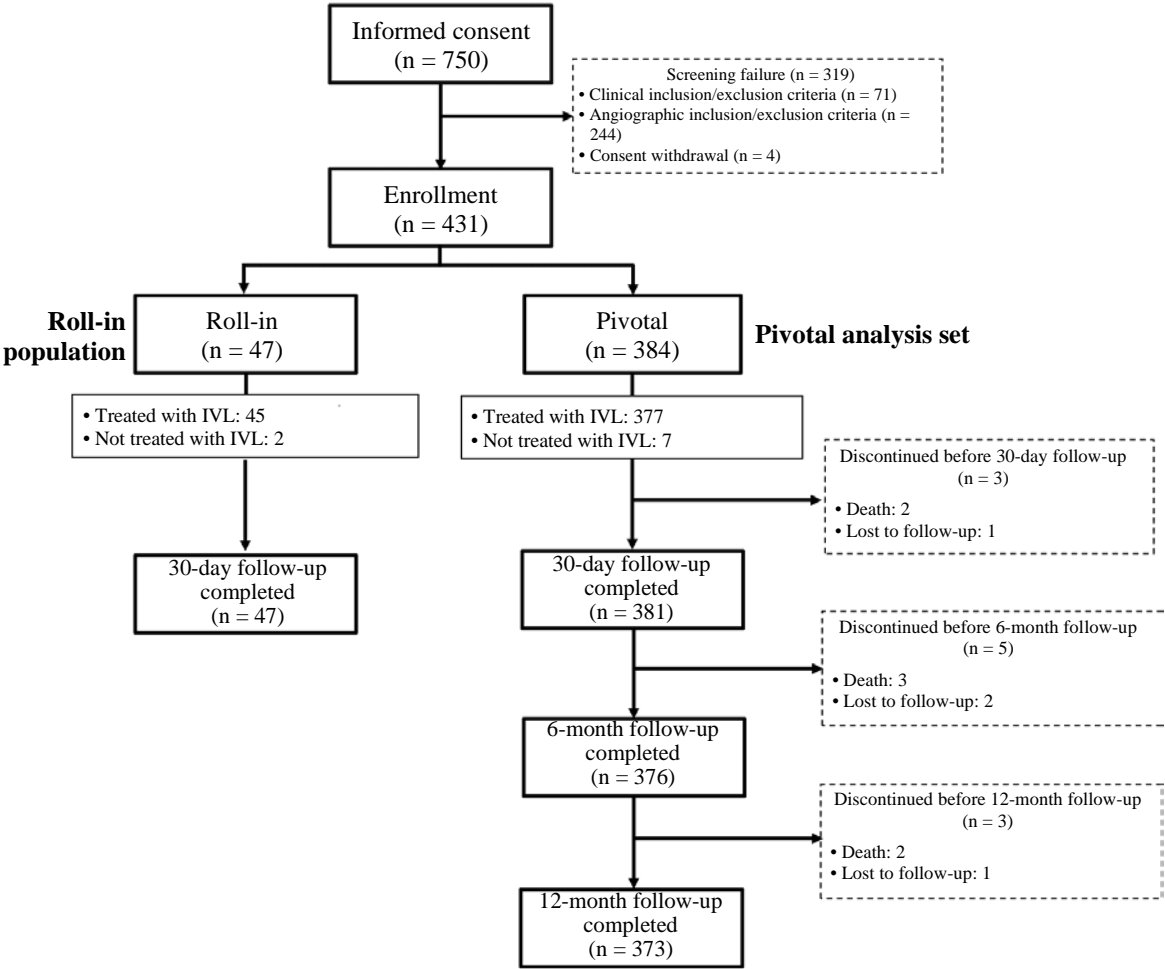 Informed consent
(n = 750)
Screening failure (n = 319)
• Clinical inclusion/exclusion criteria (n = 71)
• Angiographic inclusion/exclusion criteria (n =
244)
• Consent withdrawal (n = 4)
Enrollment
(n = 431)
Roll-in
population
Roll-in
(n = 47)
Pivotal
(n = 384)
Pivotal analysis set
• Treated with IVL: 45
• Not treated with IVL: 2
• Treated with IVL: 377
• Not treated with IVL: 7
Discontinued before 30-day follow-up
(n = 3)
• Death: 2
• Lost to follow-up: 1
30-day follow-up
completed
(n = 47)
30-day follow-up
completed
(n = 381)
Discontinued before 6-month follow-up
(n = 5)
• Death: 3
• Lost to follow-up: 2
6-month follow-up
completed
(n = 376)
Discontinued before 12-month follow-up
(n = 3)
• Death: 2
• Lost to follow-up: 1
12-month follow-up
completed
(n = 373)